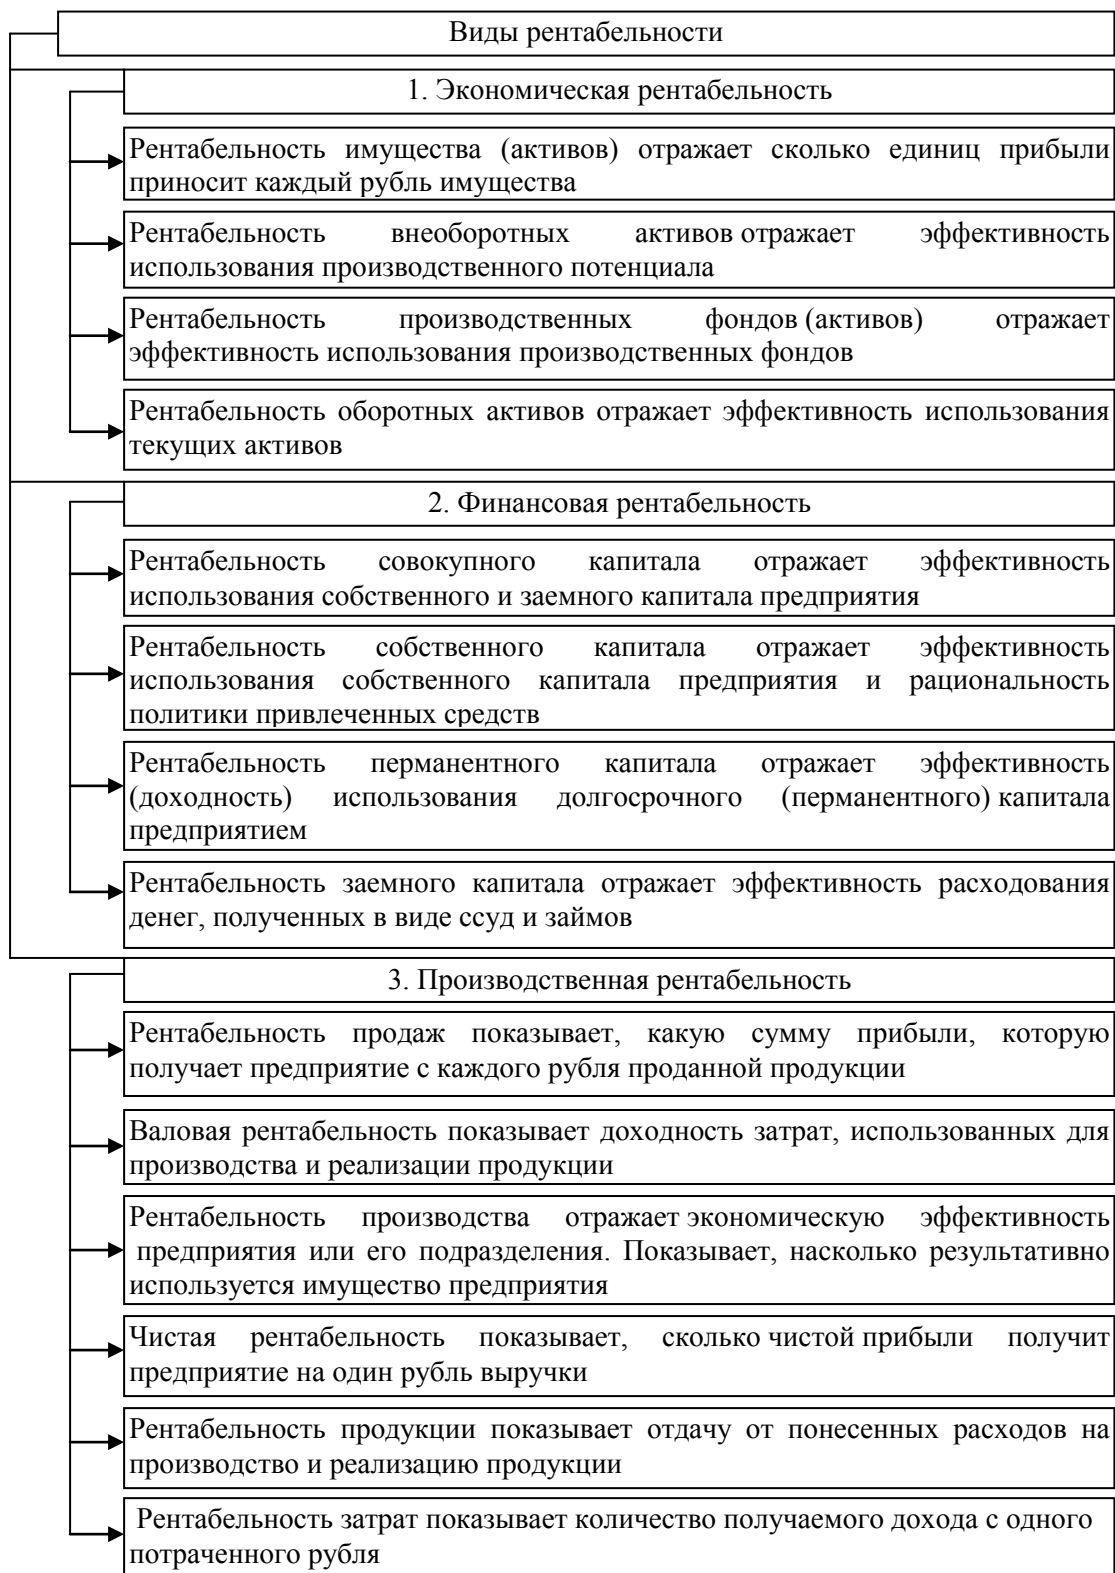 Виды рентабельности
1. Экономическая рентабельность
Рентабельность имущества (активов) отражает сколько единиц прибыли
приносит каждый рубль имущества
Рентабельность внеоборотных активов отражает эффективность
использования производственного потенциала
Рентабельность производственных фондов (активов) отражает
эффективность использования производственных фондов
Рентабельность оборотных активов отражает эффективность использования
текущих активов
2. Финансовая рентабельность
Рентабельность совокупного капитала отражает эффективность
использования собственного и заемного капитала предприятия
Рентабельность собственного капитала отражает эффективность
использования собственного капитала предприятия и рациональность
политики привлеченных средств
Рентабельность перманентного капитала отражает эффективность
(доходность) использования долгосрочного (перманентного) капитала
предприятием
Рентабельность заемного капитала отражает эффективность расходования
денег, полученных в виде ссуд и займов
3. Производственная рентабельность
Рентабельность продаж показывает, какую сумму прибыли, которую
получает предприятие с каждого рубля проданной продукции
Валовая рентабельность показывает доходность затрат, использованных для
производства и реализации продукции
Рентабельность производства отражает экономическую эффективность
предприятия или его подразделения. Показывает, насколько результативно
используется имущество предприятия
Чистая рентабельность показывает, сколько чистой прибыли получит
предприятие на один рубль выручки
Рентабельность продукции показывает отдачу от понесенных расходов на
производство и реализацию продукции
Рентабельность затрат показывает количество получаемого дохода с одного
потраченного рубля